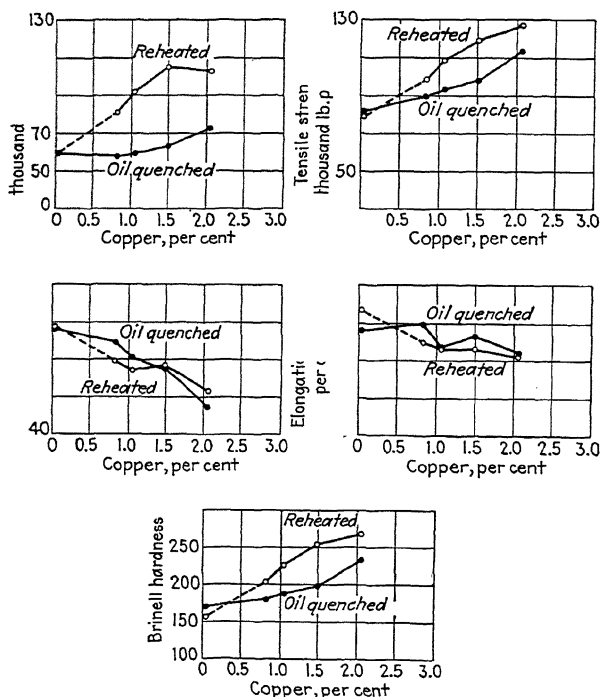 130
Reheated
70
50
0
thousand
Oil quenched
0 0.5 1.0 1.5 2.0 2.5 3.0
Copper, per cent
130
Reheated
Tensile stren
thousand lb.p
Oil quenched
50
0 0.5 1.0 1.5 2.0 2.5 3.0
Copper, per cent
Oil quenched
Reheated
40
0 0.5 1.0 1.5 2.0 2.5 3.0
Copper, per cent
Oil quenched
Reheated
per
0 0.5 1.0 1.5 2.0 2.5 3.0
Copper, per cent
Reheated
Brinell hardness
250
200
150
100
Oil quenched
0 0.5 1.0 1.5 2.0 2.5 3.0
Copper, per cent